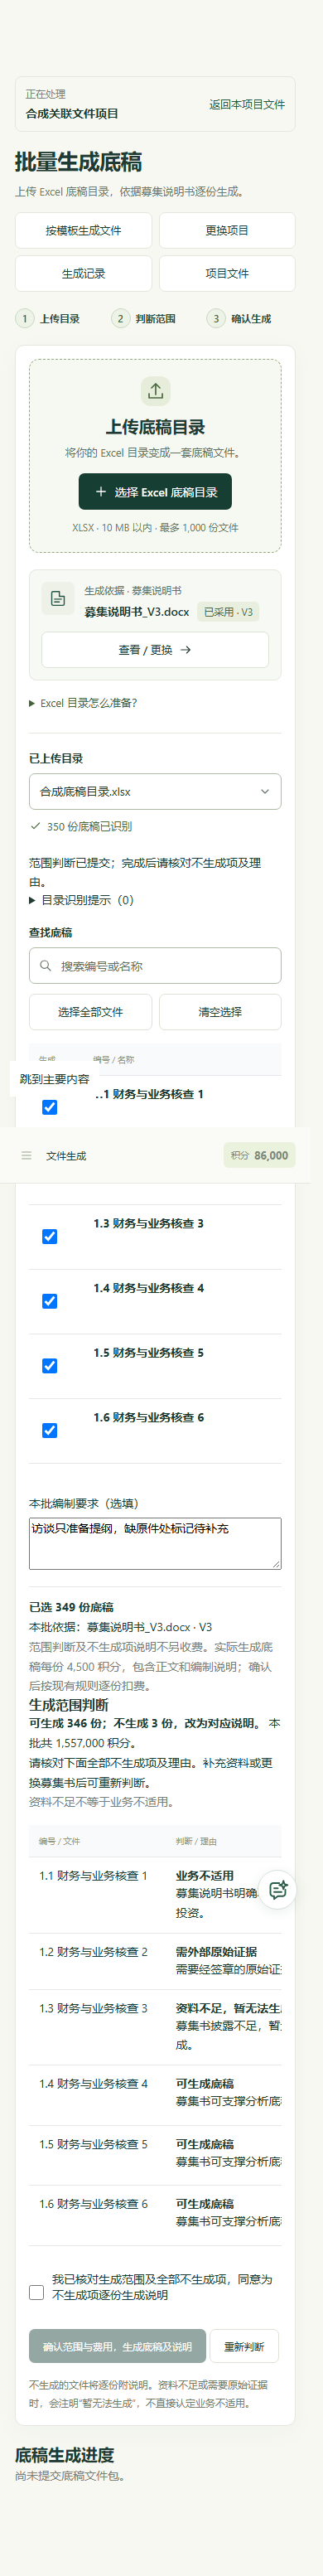 正在处理
合成关联文件项目
返回本项目文件
批量生成底稿
上传 Excel 底稿目录，依据募集说明书逐份生成。
按模板生成文件
更换项目
生成记录
项目文件
1 上传目录
2 判断范围
3 确认生成
上传底稿目录
将你的 Excel 目录变成一套底稿文件。
选择 Excel 底稿目录
XLSX · 10 MB 以内 · 最多 1,000 份文件
生成依据 · 募集说明书
募集说明书_V3.docx 已采用 · V3
查看 / 更换 →
Excel 目录怎么准备？
已上传目录
合成底稿目录.xlsx
350 份底稿已识别
范围判断已提交；完成后请核对不生成项及理
由。
目录识别提示（0）
查找底稿
搜索编号或名称
选择全部文件
清空选择
生成 编号 / 名称
跳到主要内容
1.1 财务与业务核查 1
文件生成
积分 86,000
1.3 财务与业务核查 3
1.4 财务与业务核查 4
1.5 财务与业务核查 5
1.6 财务与业务核查 6
本批编制要求（选填）
访谈只准备提纲，缺原件处标记待补充
已选 349 份底稿
本批依据：募集说明书_V3.docx · V3
范围判断及不生成项说明不另收费。实际生成底
稿每份 4,500 积分，包含正文和编制说明；确认
后按现有规则逐份扣费。
生成范围判断
可生成 346 份；不生成 3 份，改为对应说明。 本
批共 1,557,000 积分。
请核对下面全部不生成项及理由。补充资料或更
换募集书后可重新判断。
资料不足不等于业务不适用。
编号 / 文件
判断 / 理由
1.1 财务与业务核查 1
业务不适用
募集说明书明确
投资。
1.2 财务与业务核查 2
需外部原始证据
需要经签章的原始证
1.3 财务与业务核查 3
资料不足，暂无法生
募集书披露不足，暂
成。
1.4 财务与业务核查 4
可生成底稿
募集书可支撑分析底
1.5 财务与业务核查 5
可生成底稿
募集书可支撑分析底
1.6 财务与业务核查 6
可生成底稿
募集书可支撑分析底
我已核对生成范围及全部不生成项，同意为
不生成项逐份生成说明
确认范围与费用，生成底稿及说明
重新判断
不生成的文件将逐份附说明。资料不足或需要原始证据
时，会注明“暂无法生成”，不直接认定业务不适用。
底稿生成进度
尚未提交底稿文件包。